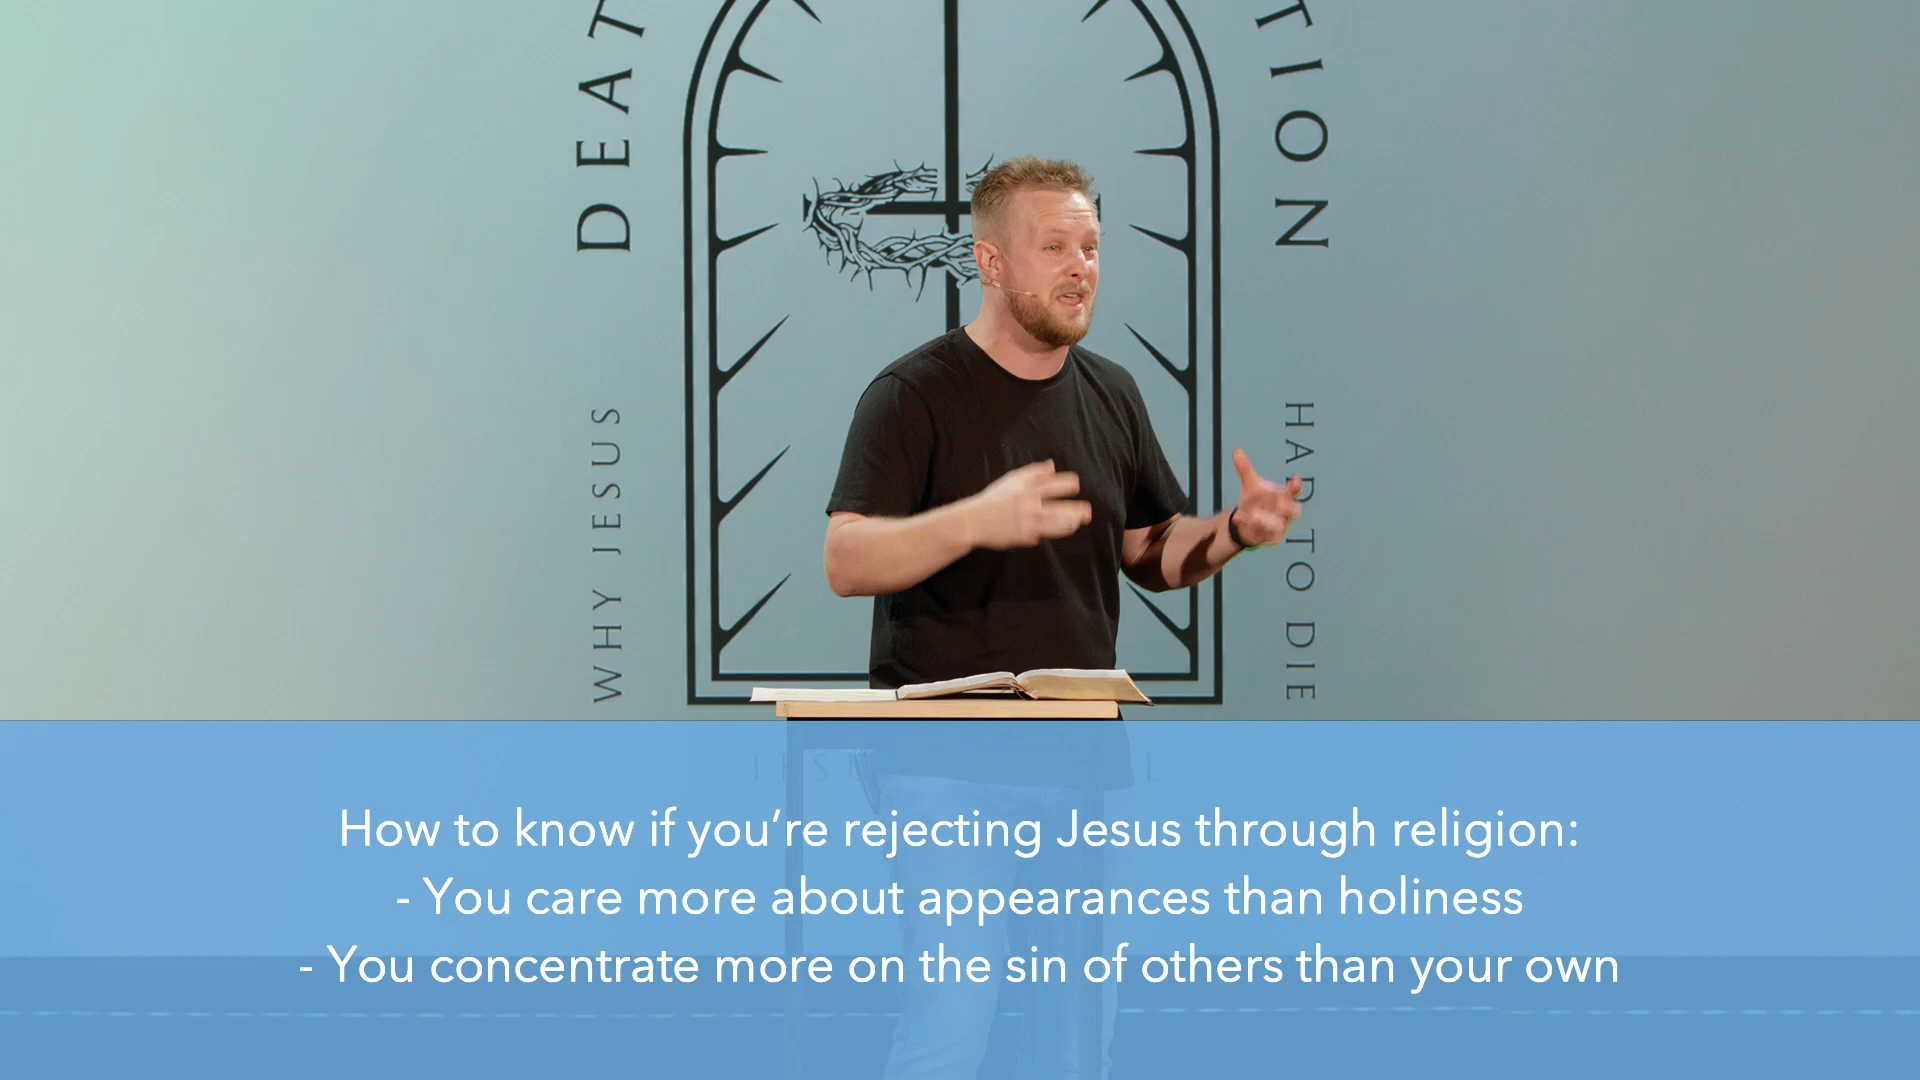 DEAT
TION
WHY JESUS
HAD TO DIE
How to know if you're rejecting Jesus through religion:
- You care more about appearances than holiness
- You concentrate more on the sin of others than your own